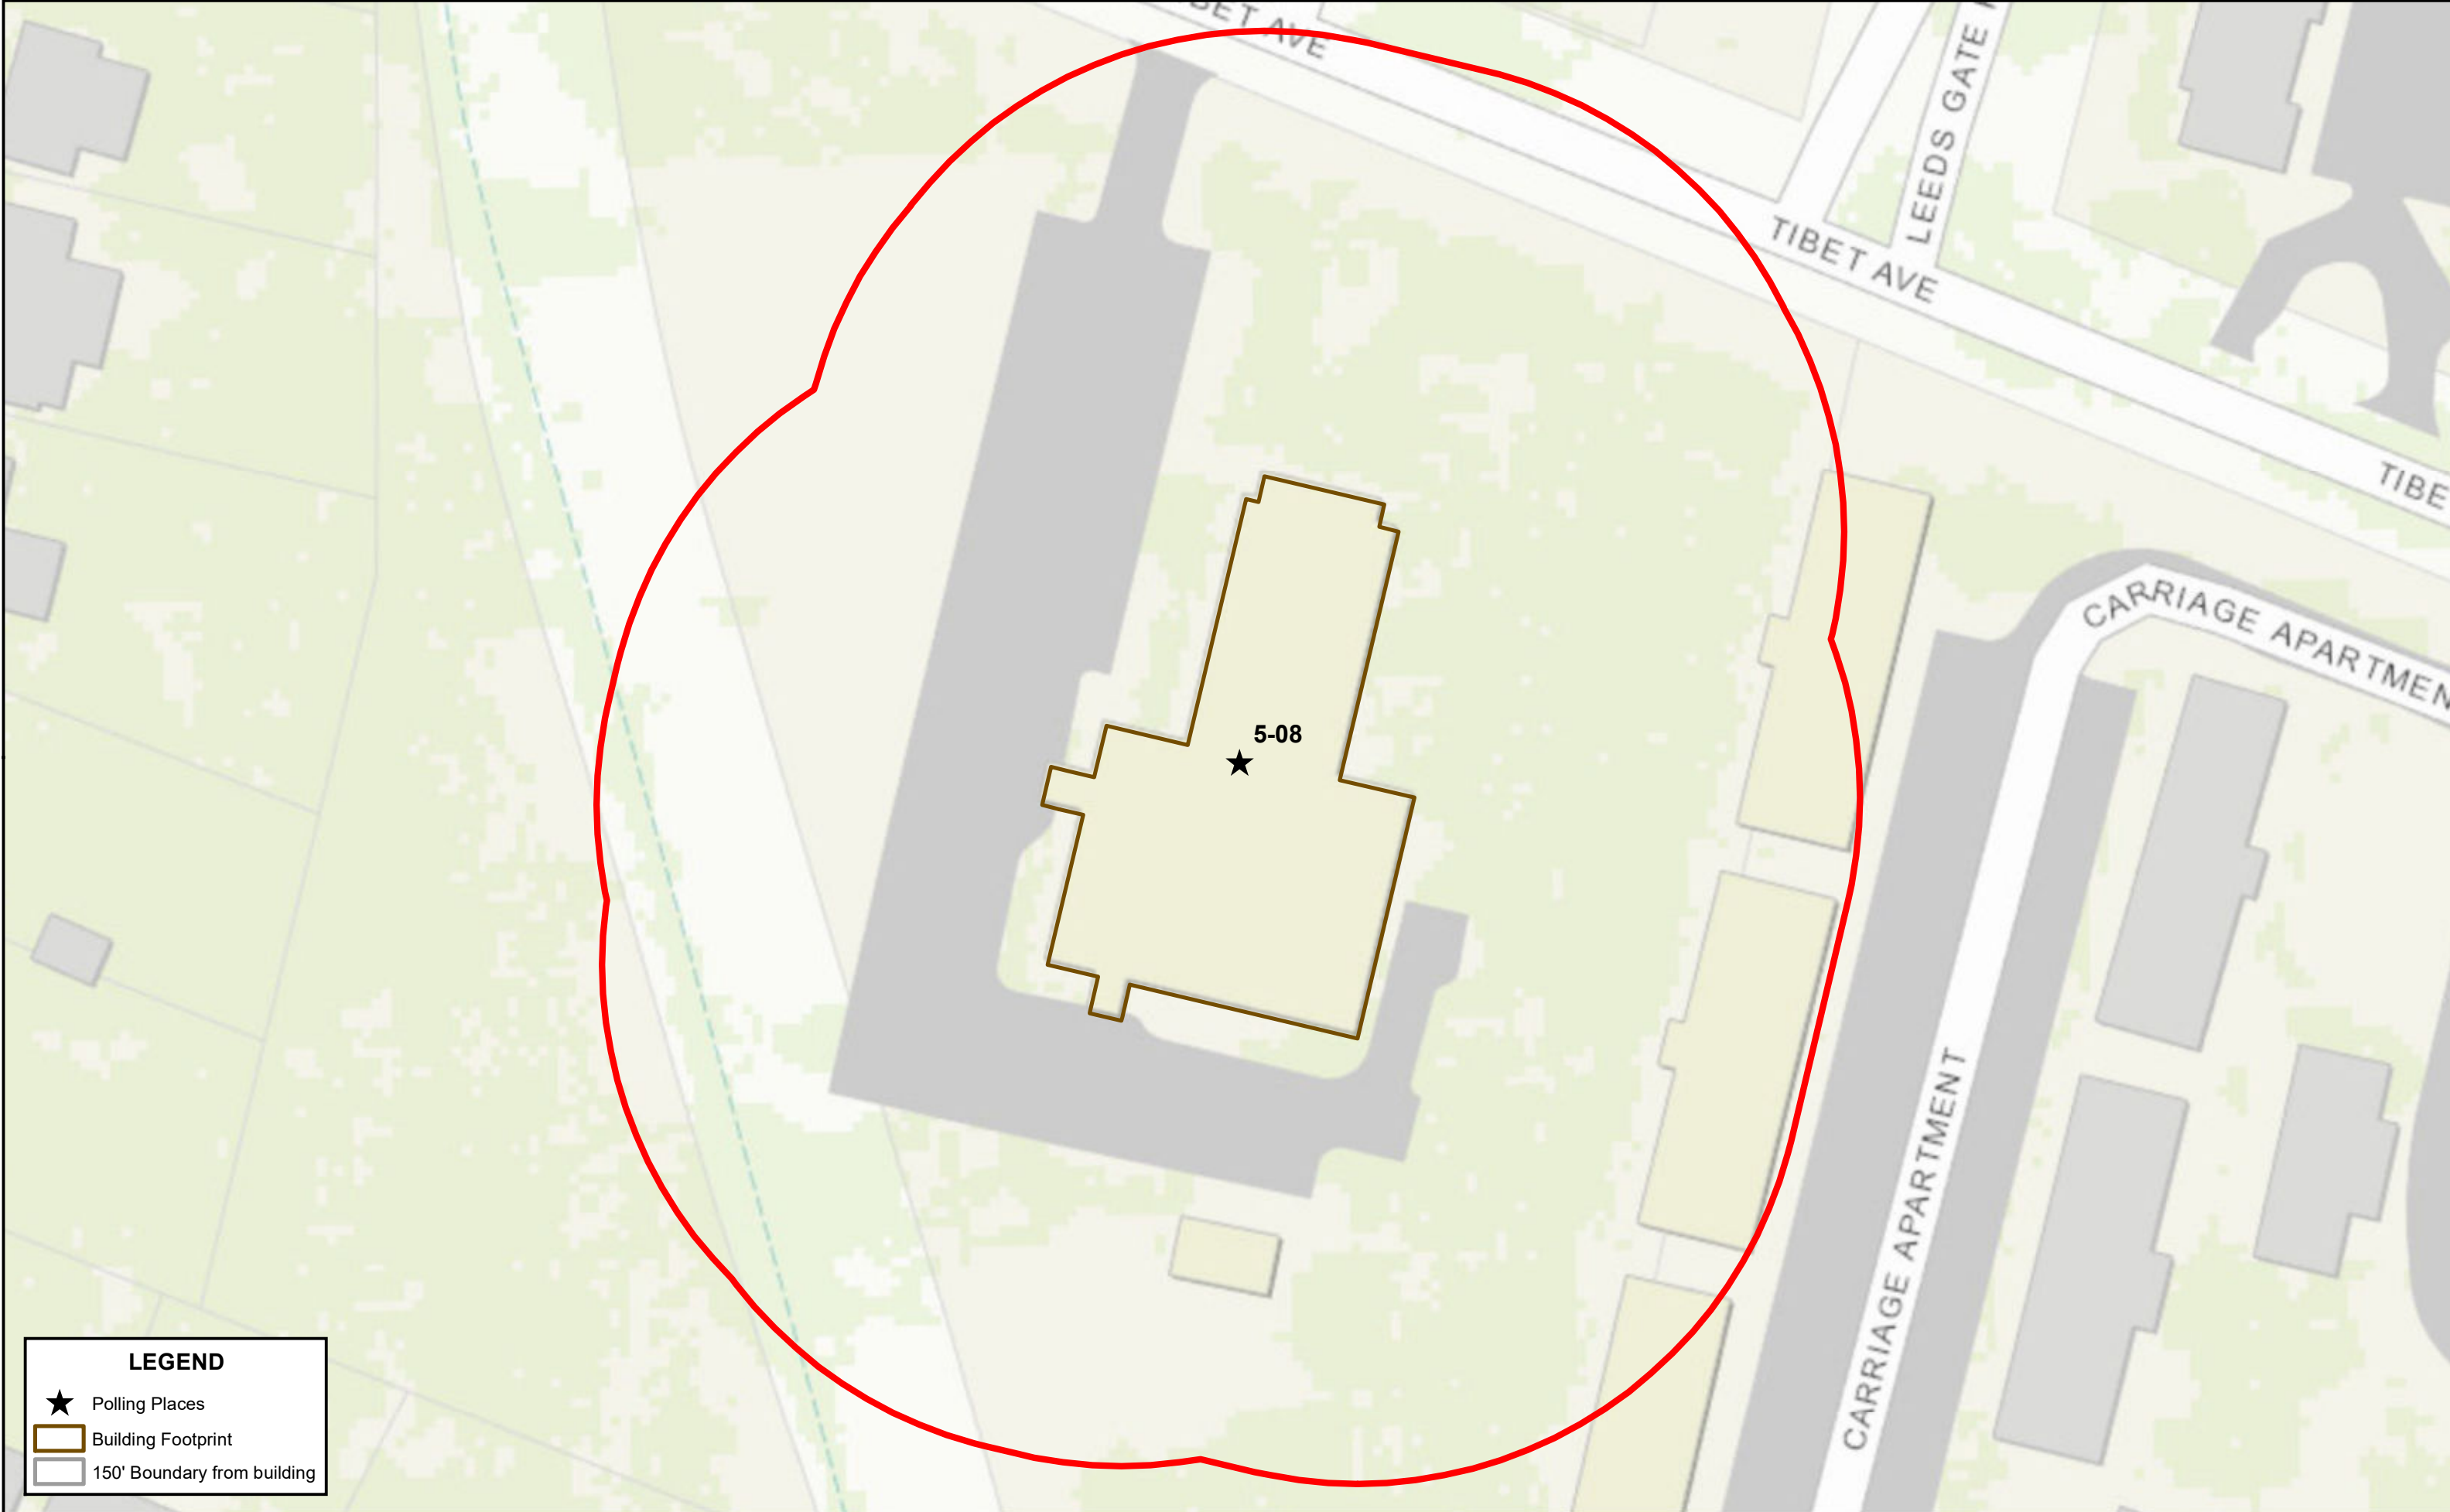 BET AVE
LEEDS GATE
TIBET AVE
TIBE
CARRIAGE APARTMEN
5-08
CARRIAGE APARTMENT
LEGEND
Polling Places
Building Footprint
150' Boundary from building